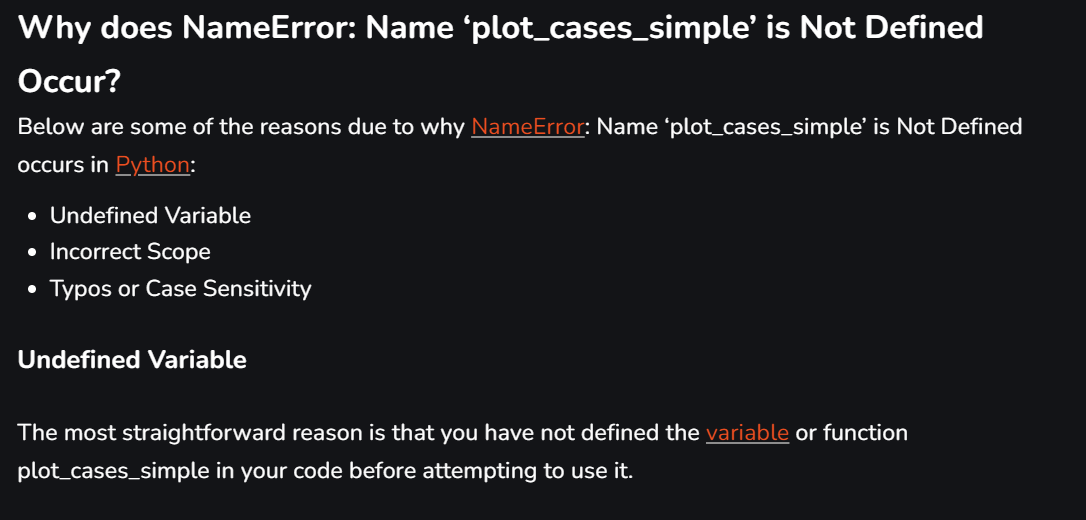 Why does NameError: Name ‘plot_cases_simple’ is Not Defined
Occur?
Below are some of the reasons due to why NameError: Name ‘plot_cases_simple’ is Not Defined
occurs in Python:
• Undefined Variable
• Incorrect Scope
• Typos or Case Sensitivity
Undefined Variable
The most straightforward reason is that you have not defined the variable or function
plot_cases_simple in your code before attempting to use it.